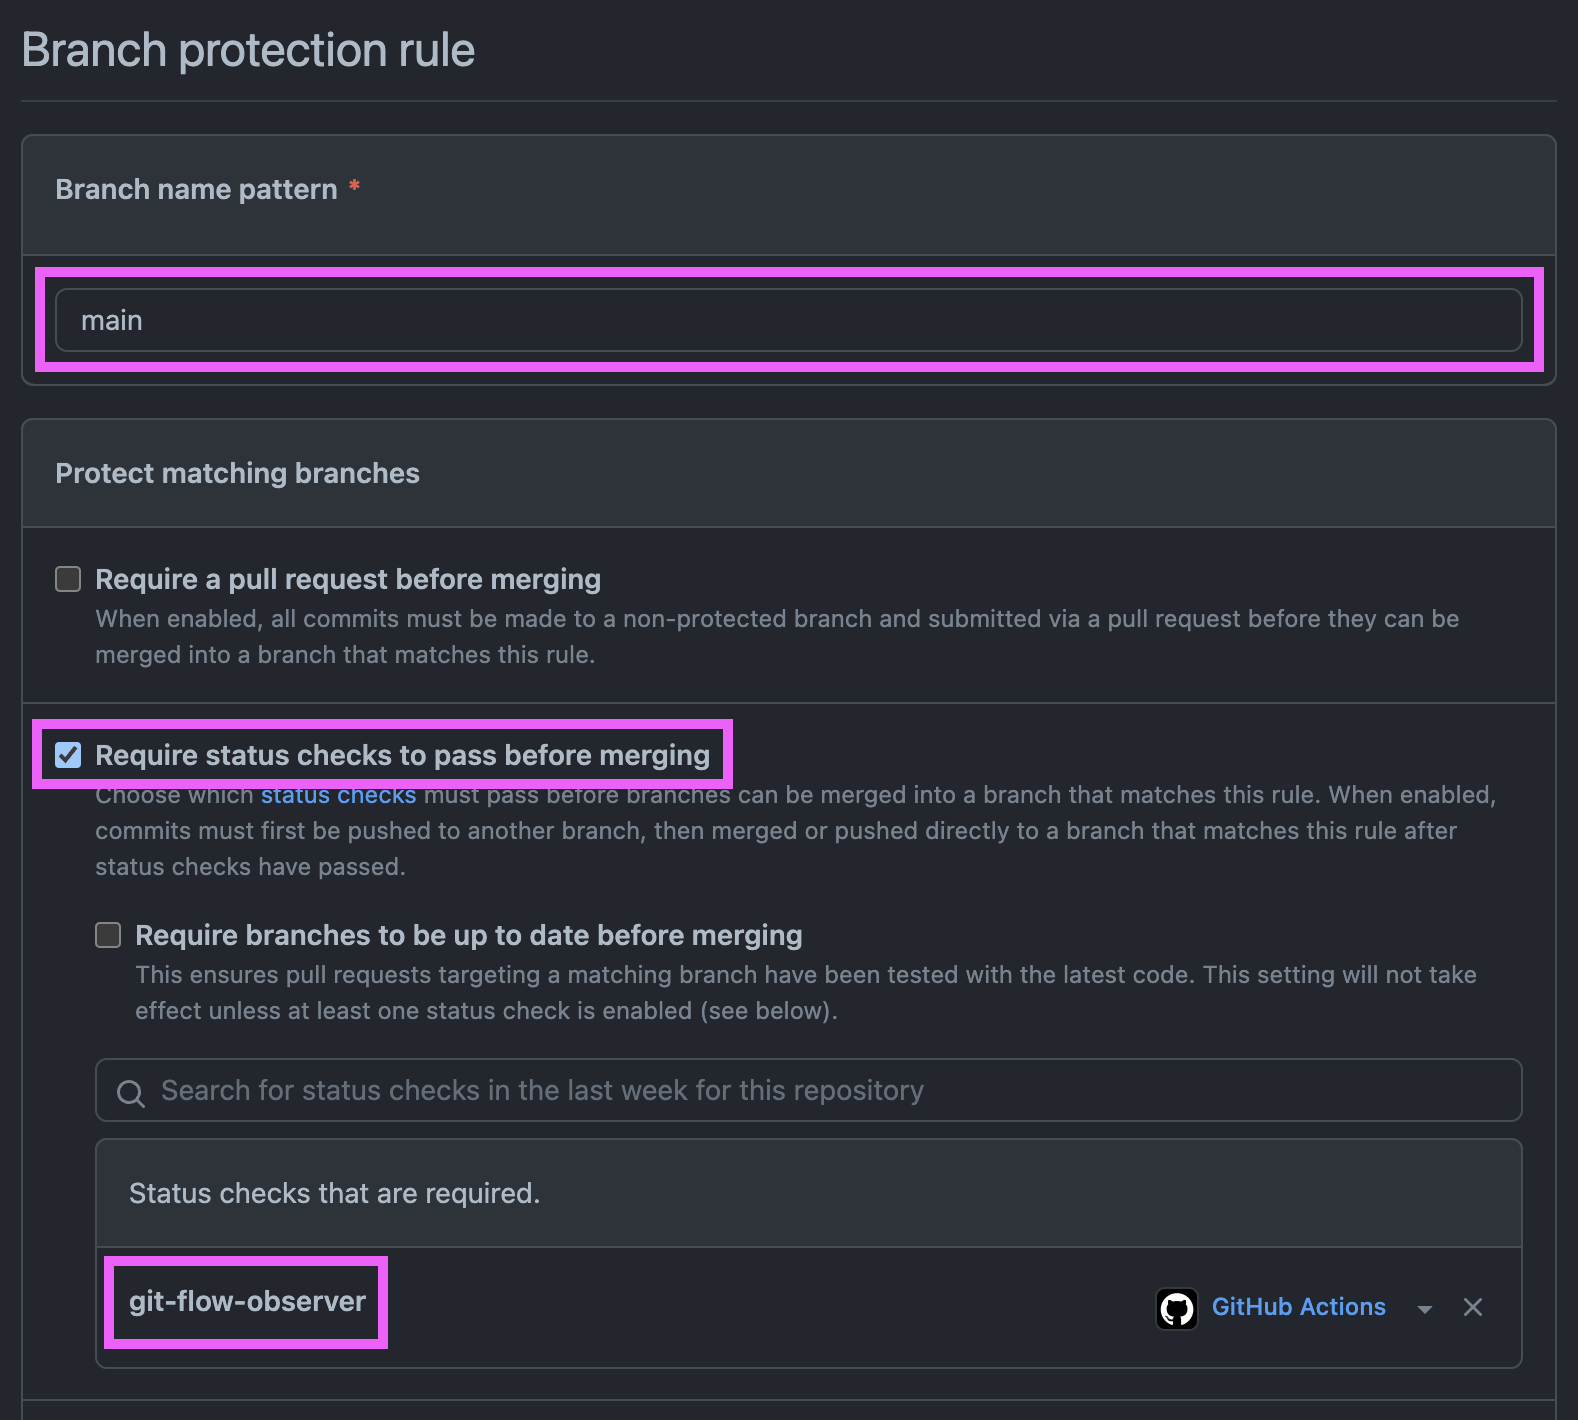 Branch protection rule
Branch name pattern *
main
Protect matching branches
Require a pull request before merging
When enabled, all commits must be made to a non-protected branch and submitted via a pull request before they can be
merged into a branch that matches this rule.
Require status checks to pass before merging
Choose which status checks must pass before branches can be merged into a branch that matches this rule. When enabled,
commits must first be pushed to another branch, then merged or pushed directly to a branch that matches this rule after
status checks have passed.
Require branches to be up to date before merging
This ensures pull requests targeting a matching branch have been tested with the latest code. This setting will not take
effect unless at least one status check is enabled (see below).
Search for status checks in the last week for this repository
Status checks that are required.
git-flow-observer
GitHub Actions